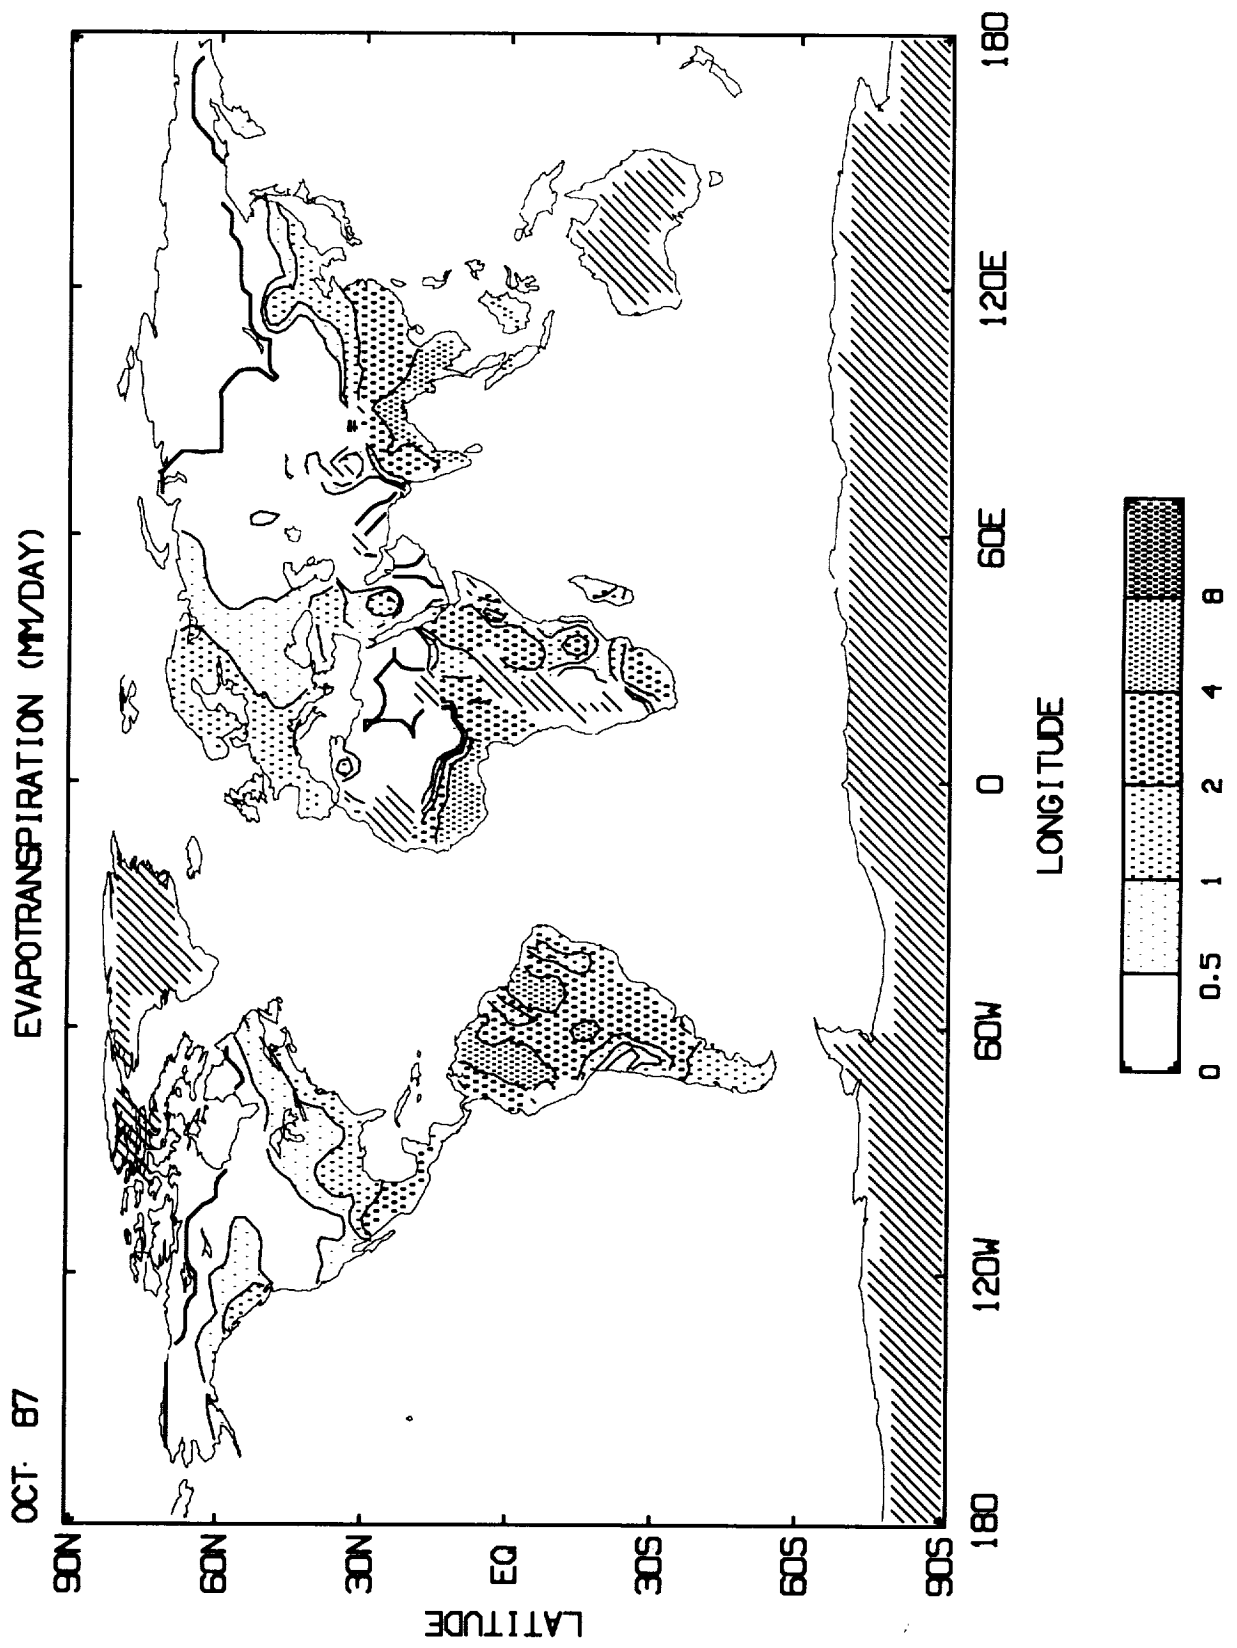 OCT. 87
EVAPOTRANSPIRATION (MM/DAY)
LATITUDE
90N
60N
30N
EQ
30S
60S
90S
180 120W 60W 0 60E 120E 180
LONGITUDE
0 0.5 1 2 4 8